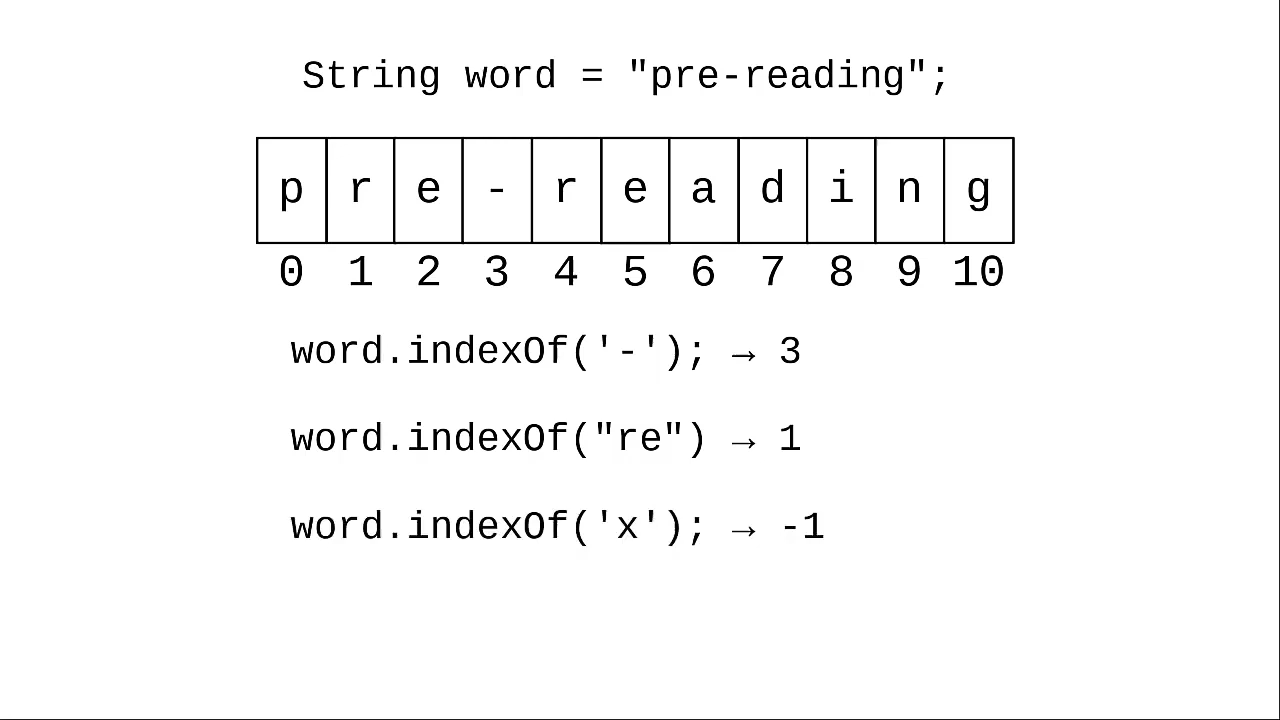 String word = "pre-reading";
p r e - r e a d i n g
0 1 2 3 4 5 6 7 8 9 10
word.indexOf('-'); → 3
word.indexOf("re") → 1
word.indexOf('x'); → -1